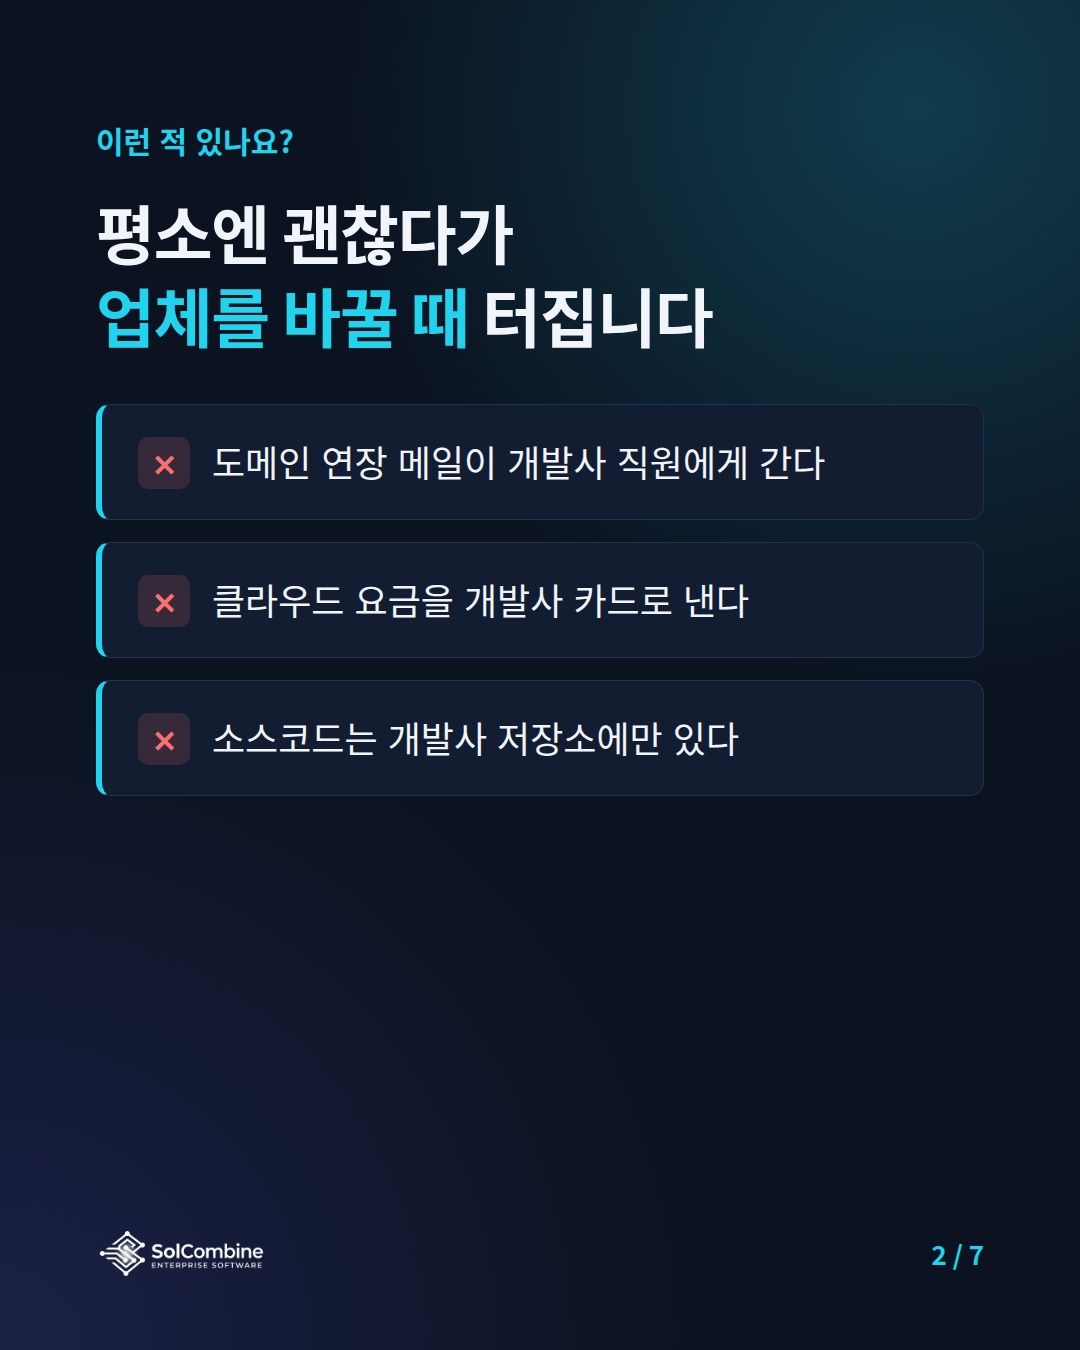 이런 적 있나요?
평소엔 괜찮다가
업체를 바꿀 때 터집니다
× 도메인 연장 메일이 개발사 직원에게 간다
× 클라우드 요금을 개발사 카드로 낸다
× 소스코드는 개발사 저장소에만 있다
SolCombine
ENTERPRISE SOFTWARE
2 / 7